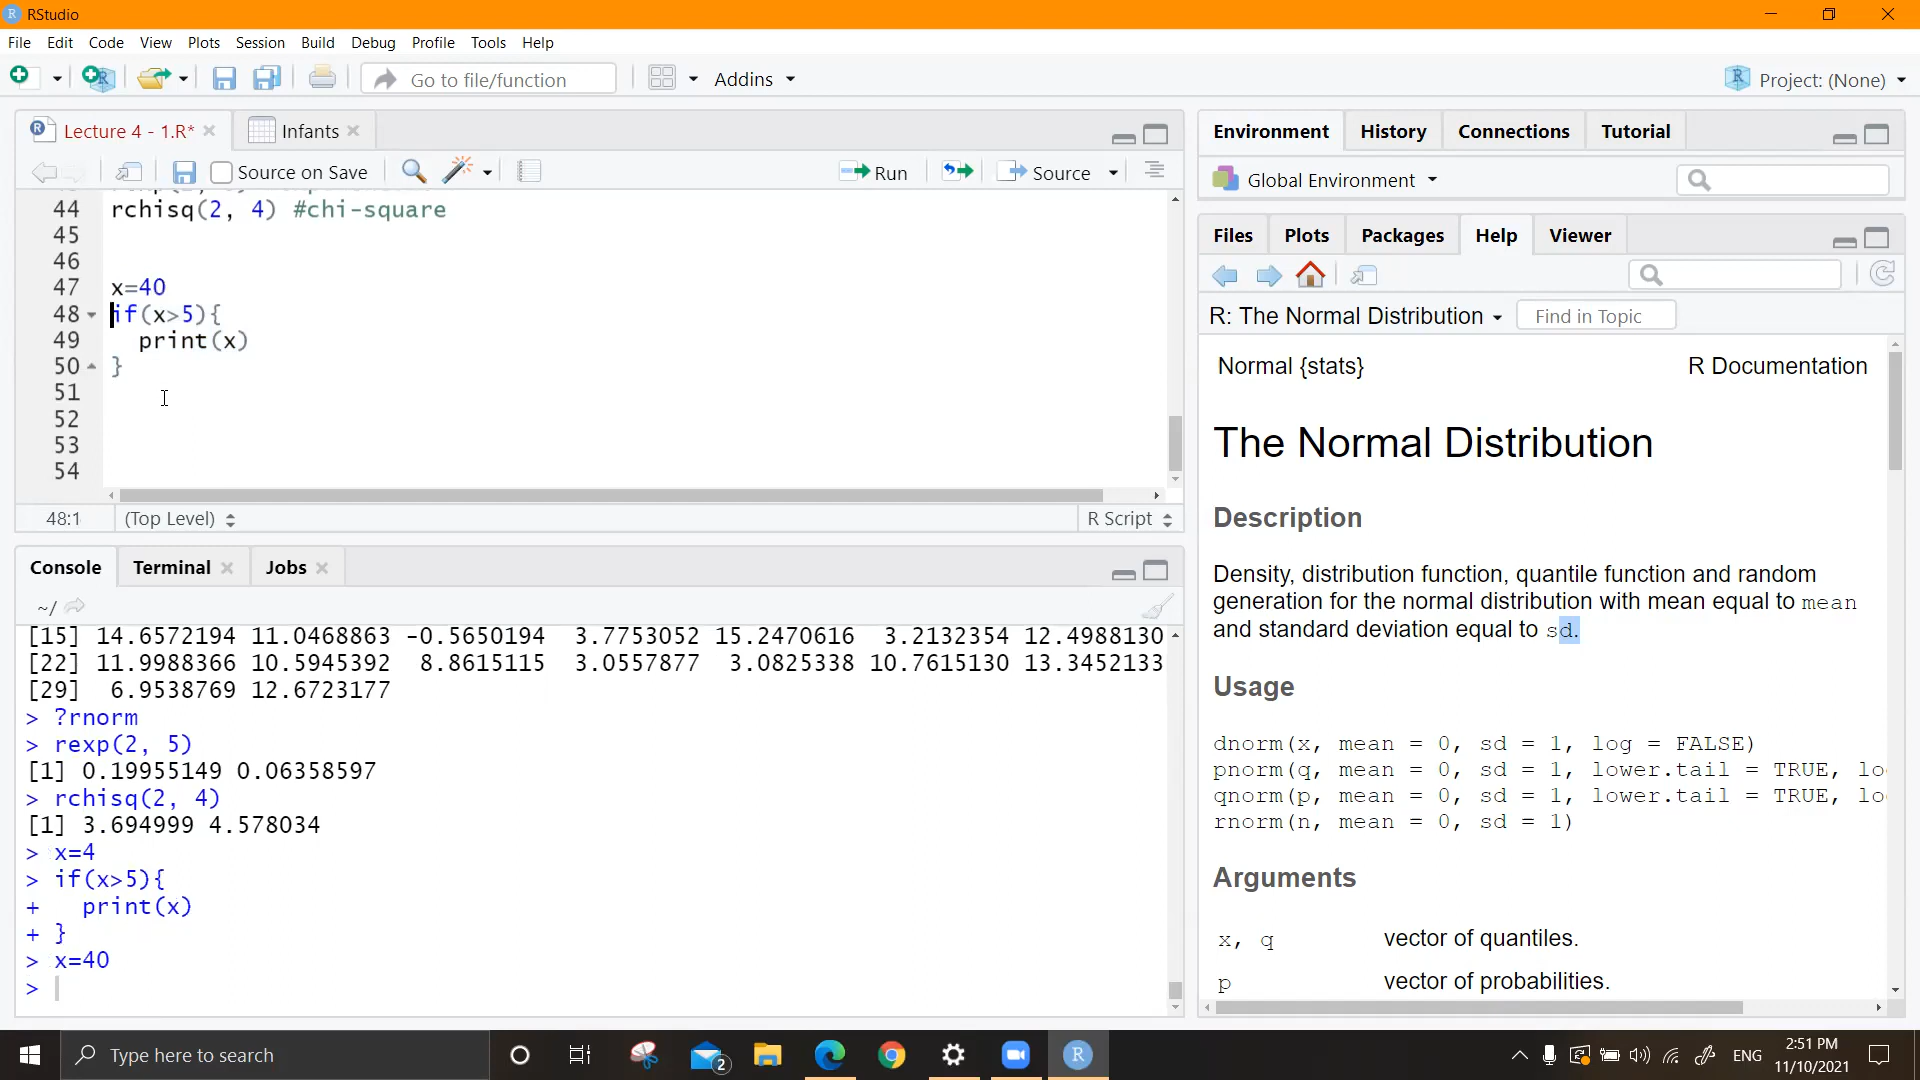 RStudio
File Edit Code View Plots Session Build Debug Profile Tools Help
Go to file/function Addins Project: (None)
Lecture 4 - 1.R* Infants
Source on Save Run Source
44 rchisq(2, 4) #chi-square
45
46
47 x=40
48 if(x>5){
49 print(x)
50 }
51
52
53
54
48:1 (Top Level) R Script
Console Terminal Jobs
~/
[15] 14.6572194 11.0468863 -0.5650194 3.7753052 15.2470616 3.2132354 12.4988130
[22] 11.9988366 10.5945392 8.8615115 3.0557877 3.0825338 10.7615130 13.3452133
[29] 6.9538769 12.6723177
> ?rnorm
> rexp(2, 5)
[1] 0.19955149 0.06358597
> rchisq(2, 4)
[1] 3.694999 4.578034
> x=4
> if(x>5){
+ print(x)
+ }
> x=40
>
Environment History Connections Tutorial
Global Environment
Files Plots Packages Help Viewer
R: The Normal Distribution Find in Topic
Normal {stats} R Documentation
The Normal Distribution
Description
Density, distribution function, quantile function and random
generation for the normal distribution with mean equal to mean
and standard deviation equal to sd.
Usage
dnorm(x, mean = 0, sd = 1, log = FALSE)
pnorm(q, mean = 0, sd = 1, lower.tail = TRUE, lo
qnorm(p, mean = 0, sd = 1, lower.tail = TRUE, lo
rnorm(n, mean = 0, sd = 1)
Arguments
x, q vector of quantiles.
p vector of probabilities.
Type here to search 2 ENG 2:51 PM
11/10/2021